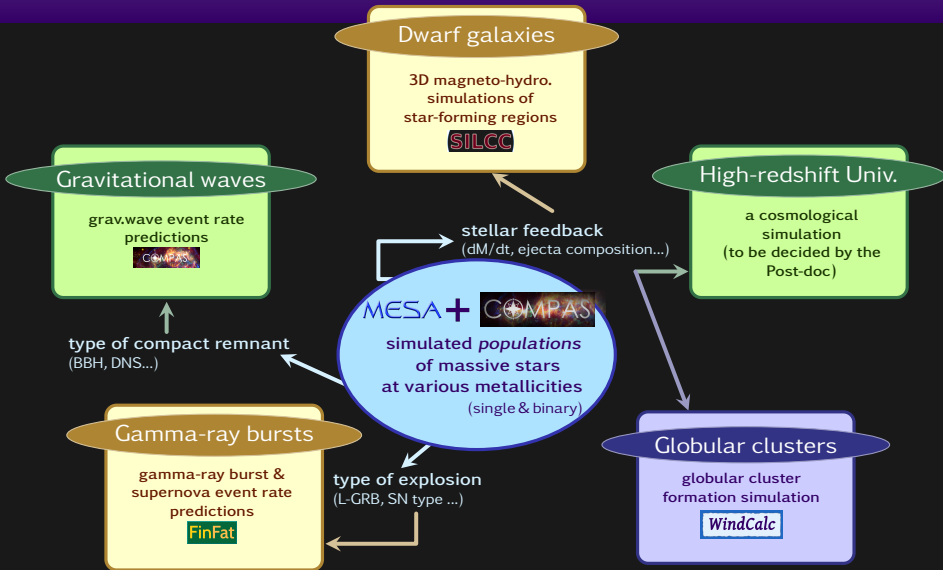 Dwarf galaxies
3D magneto-hydro.
simulations of
star-forming regions
SILCC
Gravitational waves
grav.wave event rate
predictions
COMPAS
High-redshift Univ.
a cosmological
simulation
(to be decided by the
Post-doc)
stellar feedback
(dM/dt, ejecta composition...)
MESA + COMPAS
simulated populations
of massive stars
at various metallicities
(single & binary)
type of compact remnant
(BBH, DNS...)
Gamma-ray bursts
gamma-ray burst &
supernova event rate
predictions
FinFat
type of explosion
(L-GRB, SN type ...)
Globular clusters
globular cluster
formation simulation
WindCalc